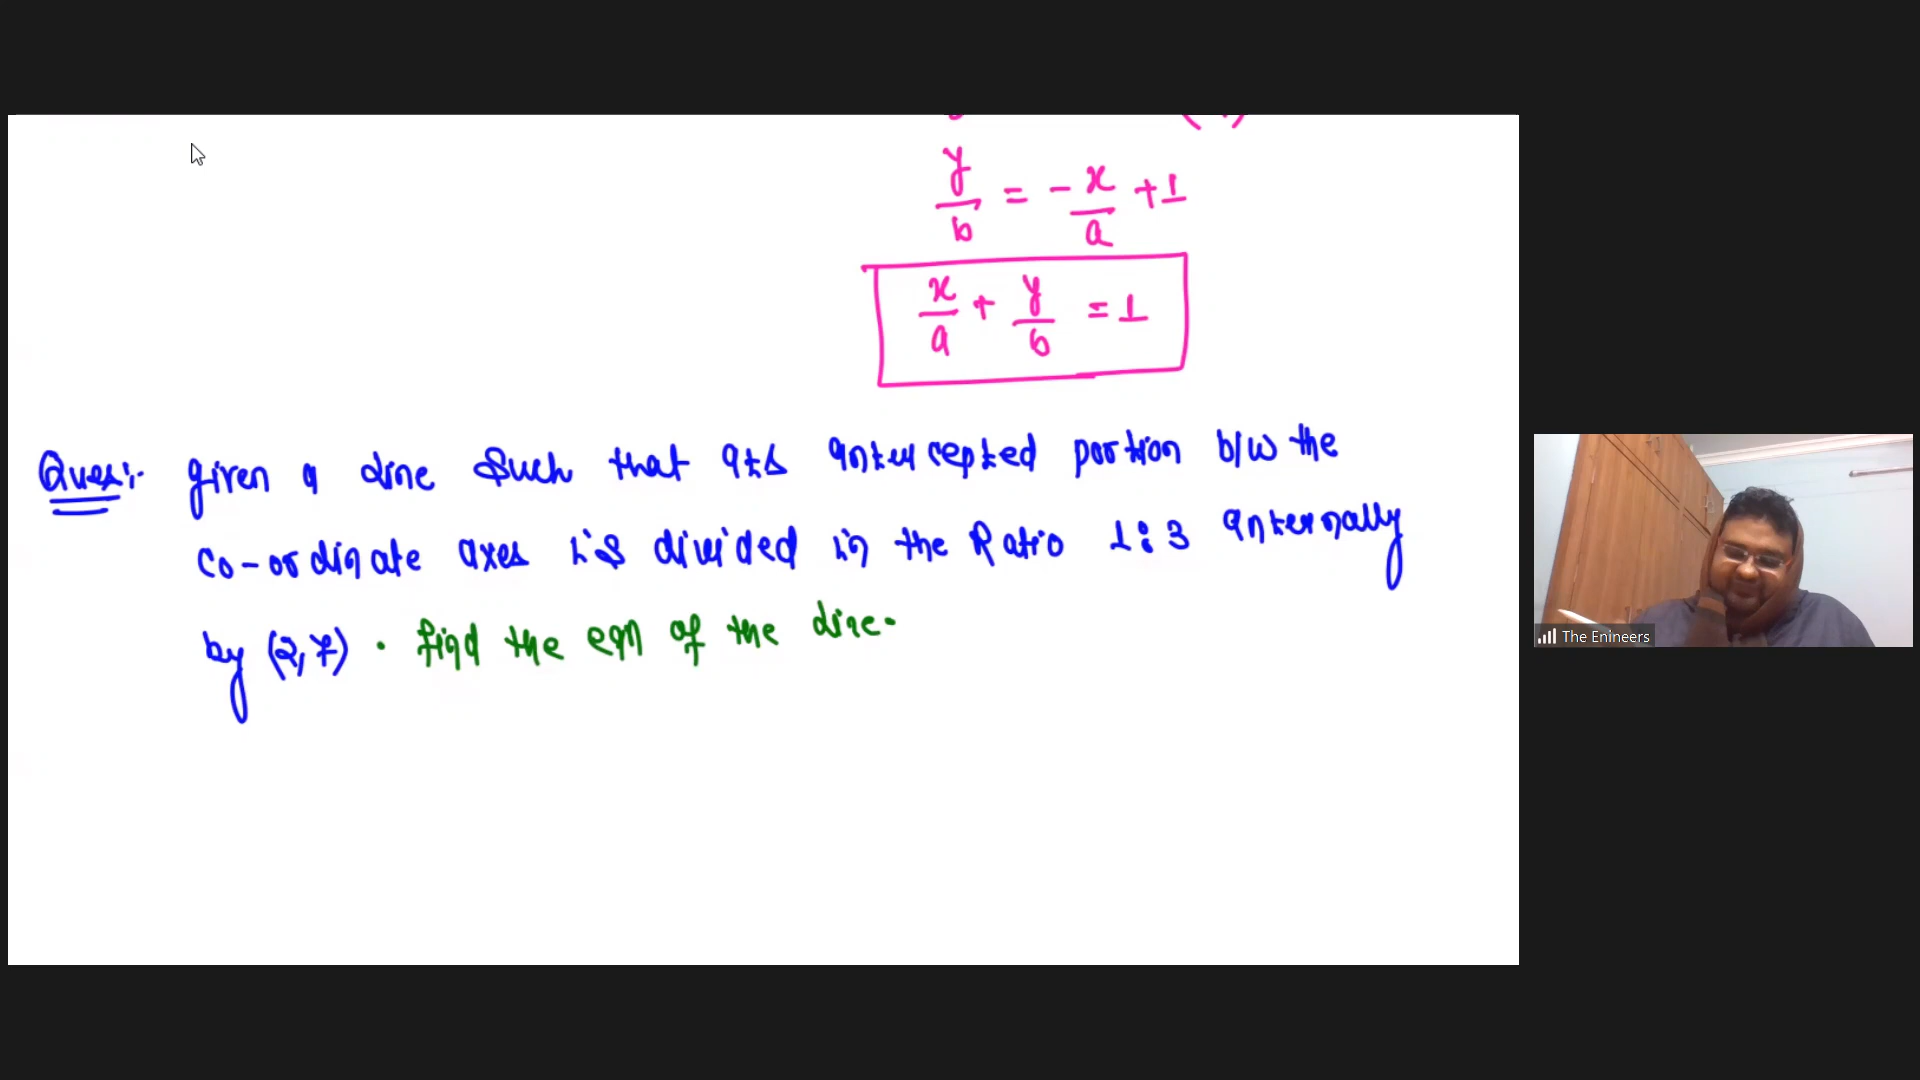 y/b = -x/a + 1
x/a + y/b = 1
Ques:- given a line such that its intercepted portion b/w the
co-ordinate axes is divided in the Ratio 1:3 internally
by (2,7). find the eqn of the line.
The Enineers